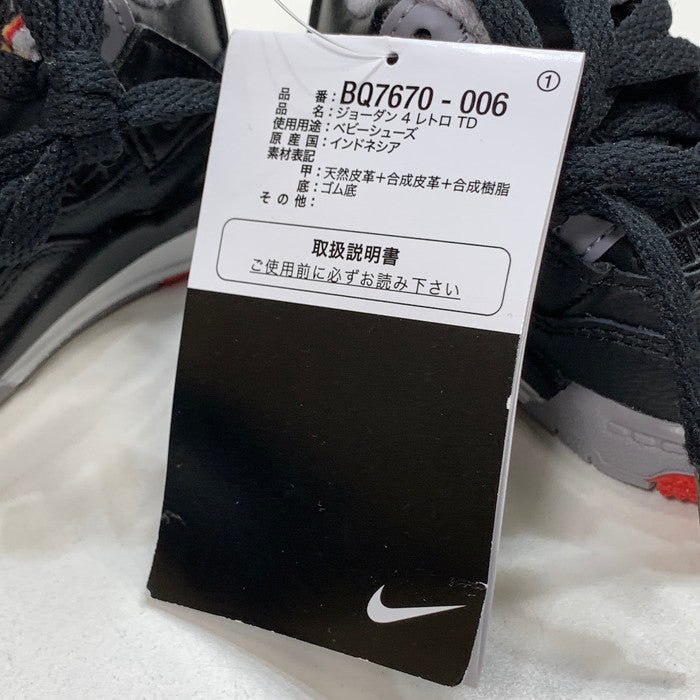 ①
品番:BQ7670 - 006
品名:ジョーダン 4 レトロ TD
使用用途:ベビーシューズ
原産国:インドネシア
素材表記
甲:天然皮革+合成皮革+合成樹脂
底:ゴム底
その他:
取扱説明書
ご使用前に必ずお読み下さい